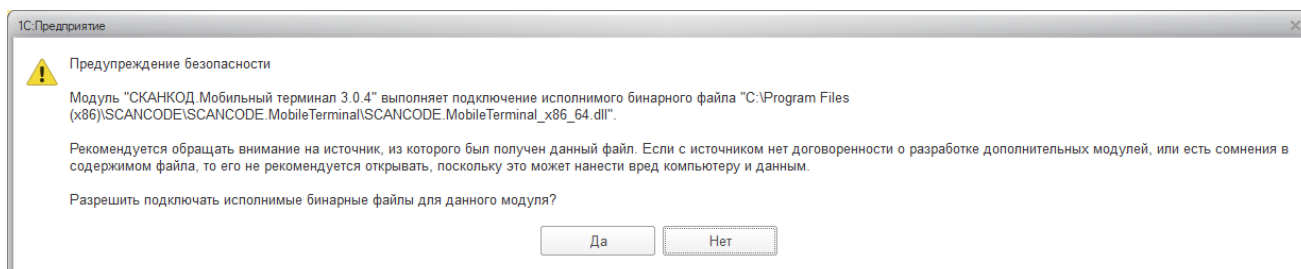 1С:Предприятие
Предупреждение безопасности
Модуль "СКАНКОД.Мобильный терминал 3.0.4" выполняет подключение исполнимого бинарного файла "C:\Program Files
(x86)\SCANCODE\SCANCODE.MobileTerminal\SCANCODE.MobileTerminal_x86_64.dll".
Рекомендуется обращать внимание на источник, из которого был получен данный файл. Если с источником нет договоренности о разработке дополнительных модулей, или есть сомнения в
содержимом файла, то его не рекомендуется открывать, поскольку это может нанести вред компьютеру и данным.
Разрешить подключать исполнимые бинарные файлы для данного модуля?
Да Нет